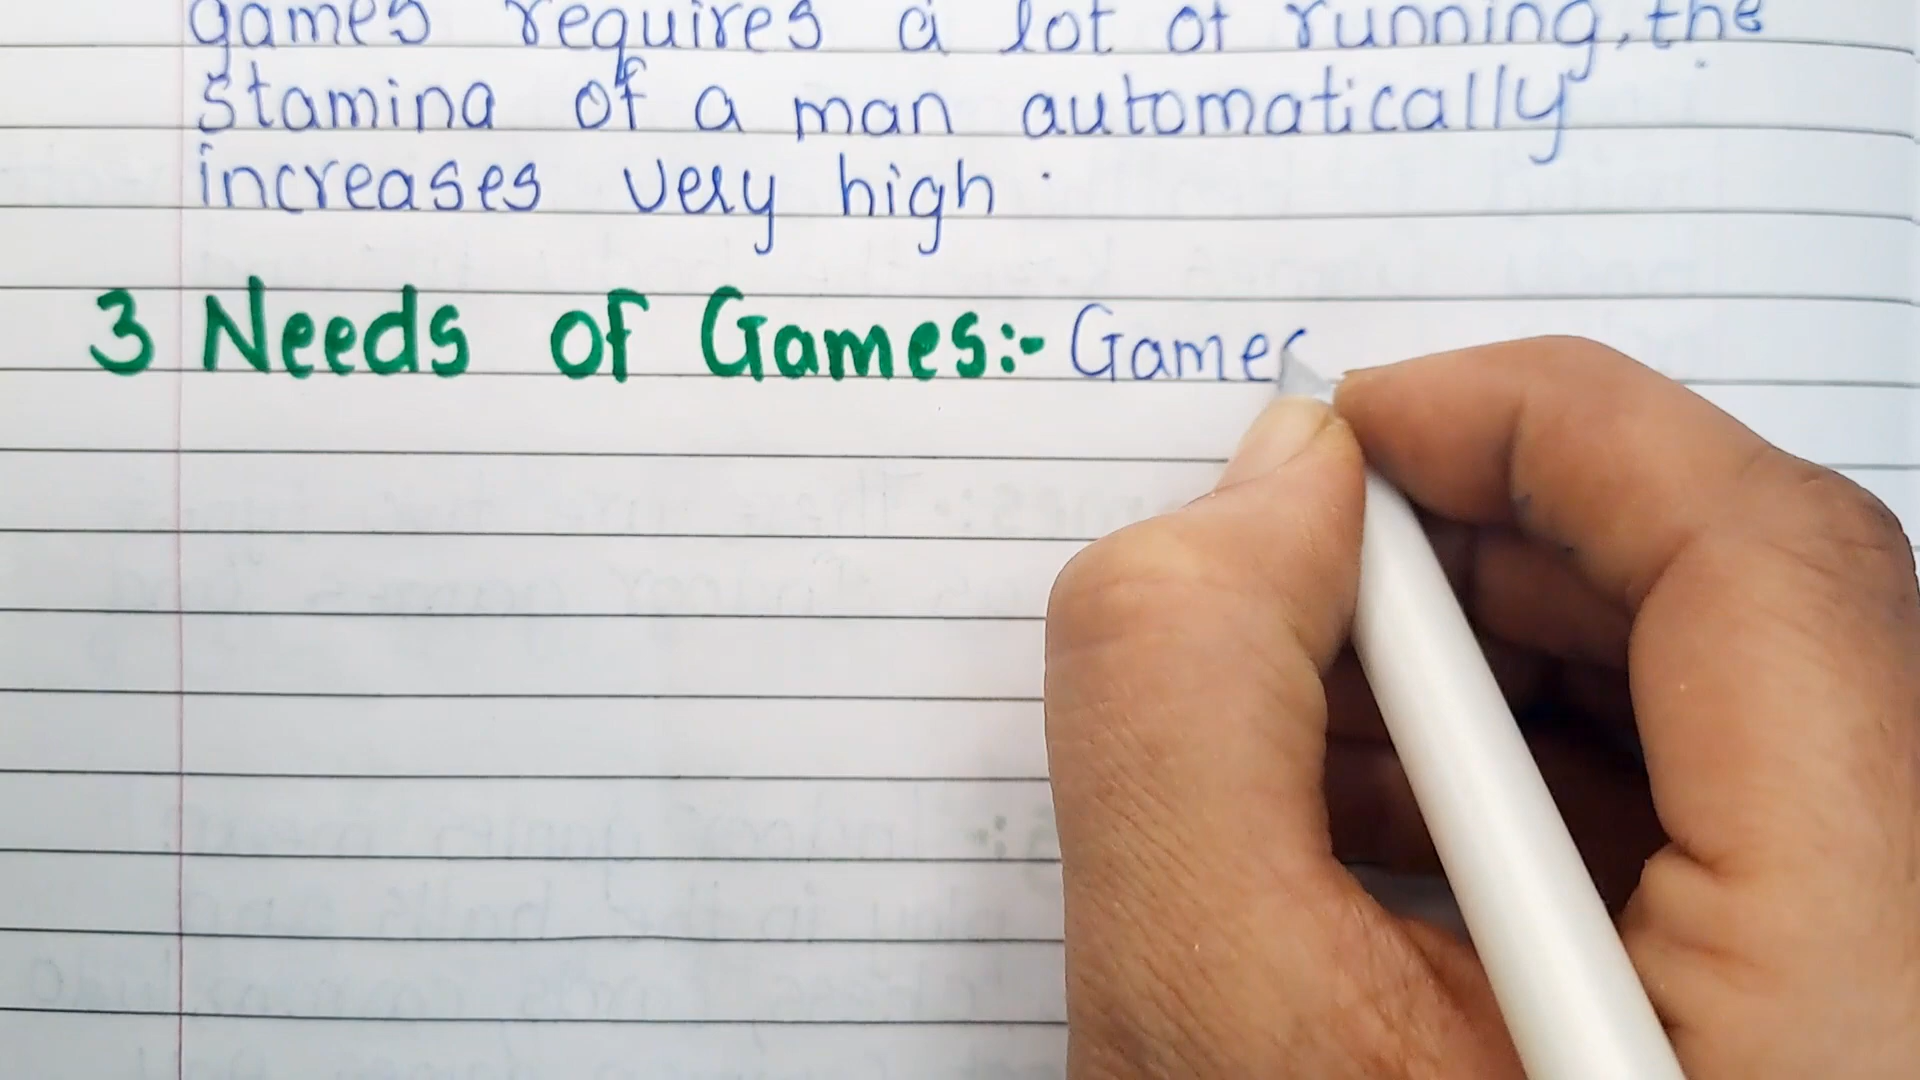 games requires a lot of running, the
stamina of a man automatically
increases very high .
3 Needs of Games:- Games